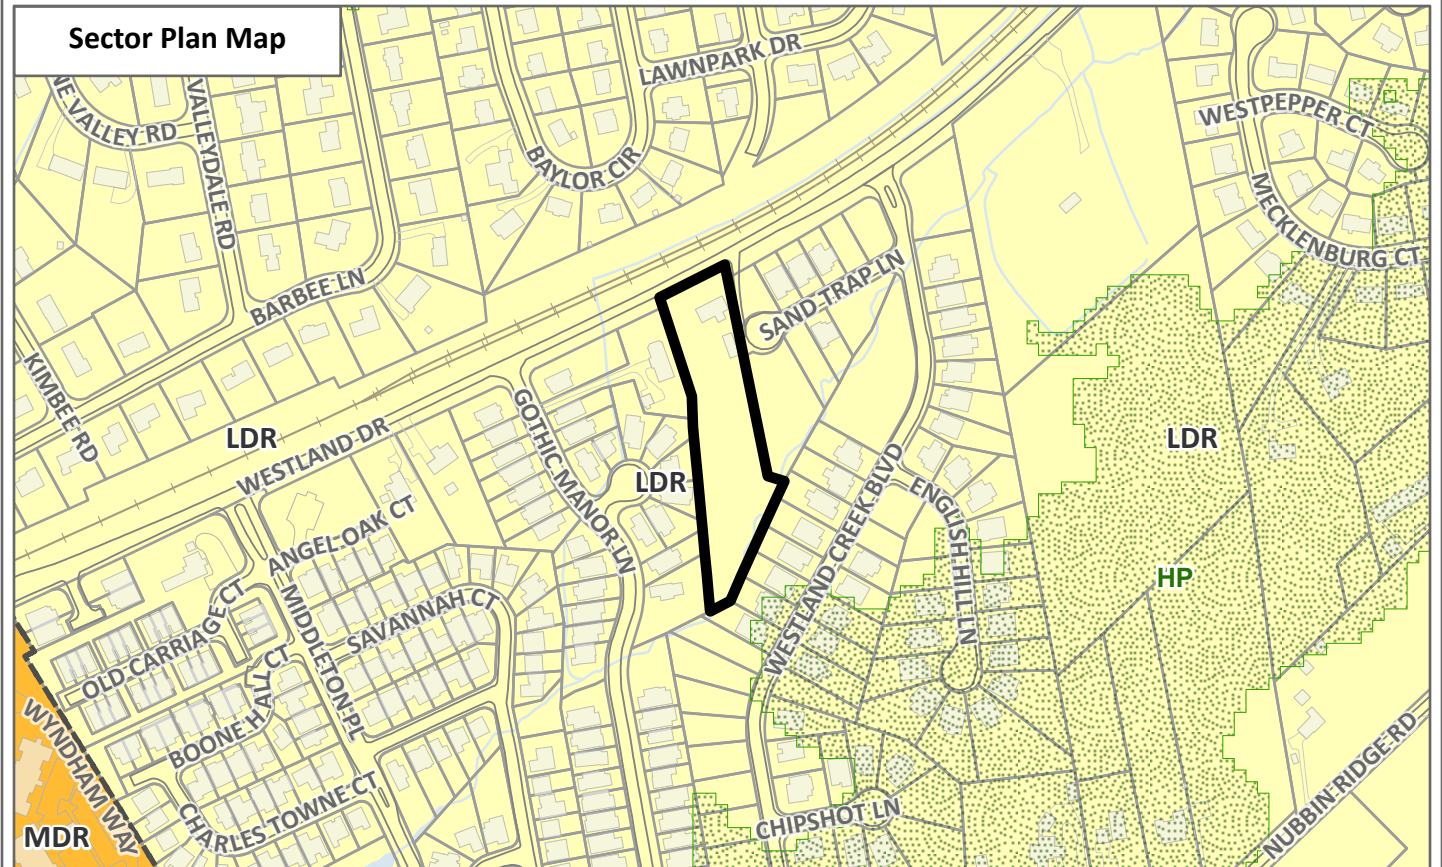 Sector Plan Map
LAWNPARK DR
NE VALLEY RD
VALLEYDALE RD
BAYLOR CIR
WESTPEPPER CT
MECKLENBURG CT
BARBEE LN
SAND TRAP LN
KIMBEE RD
GOTHIC MANOR LN
LDR
WESTLAND DR
LDR
LDR
WESTLAND CREEK BLVD
ENGLISH HILL LN
ANGEL OAK CT
HP
OLD CARRIAGE CT
MIDDLETON PL
SAVANNAH CT
BOONE HALL CT
WYNDHAM WAY
CHARLES TOWNE CT
CHIPSHOT LN
NUBBIN RIDGE RD
MDR